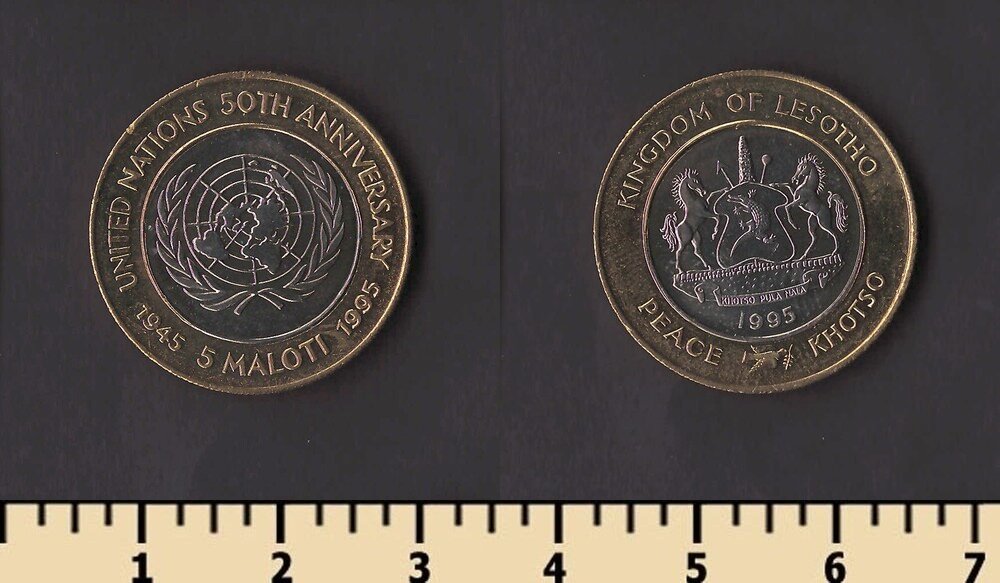 UNITED NATIONS 50TH ANNIVERSARY
1945 5 MALOTI 1995
KINGDOM OF LESOTHO
KHOTSO PULA NALA
1995
PEACE KHOTSO
1 2 3 4 5 6 7